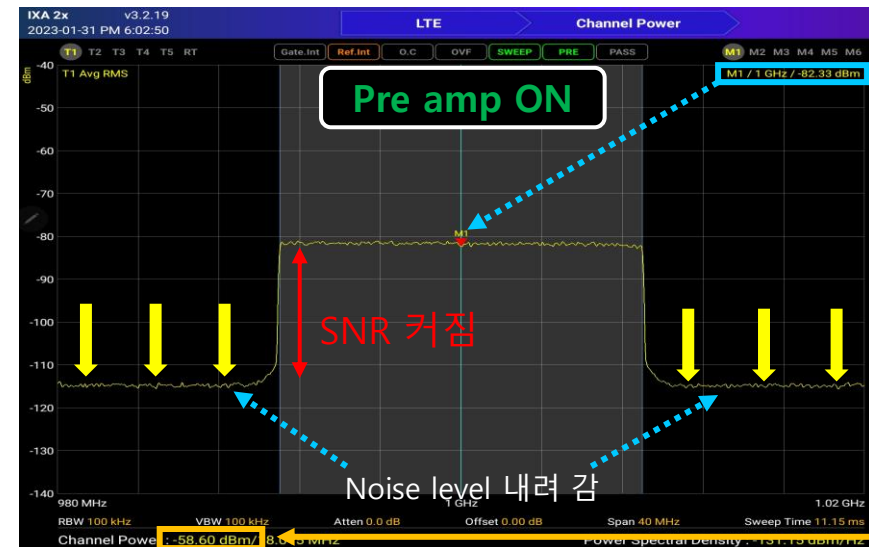 IXA 2x v3.2.19
2023-01-31 PM 6:02:50
LTE
Channel Power
T1 T2 T3 T4 T5 RT
Gate.Int Ref.Int O.C OVF SWEEP PRE PASS
M1 M2 M3 M4 M5 M6
dBm
T1 Avg RMS
M1 / 1 GHz / -82.33 dBm
Pre amp ON
-40
-50
-60
-70
-80
-90
-100
-110
-120
-130
-140
M1
SNR 커짐
Noise level 내려 감
980 MHz
1 GHz
1.02 GHz
RBW 100 kHz VBW 100 kHz Atten 0.0 dB Offset 0.00 dB Span 40 MHz Sweep Time 11.15 ms
Channel Power : -58.60 dBm/ MHz
Power Spectral Density : -131.15 dBm/Hz